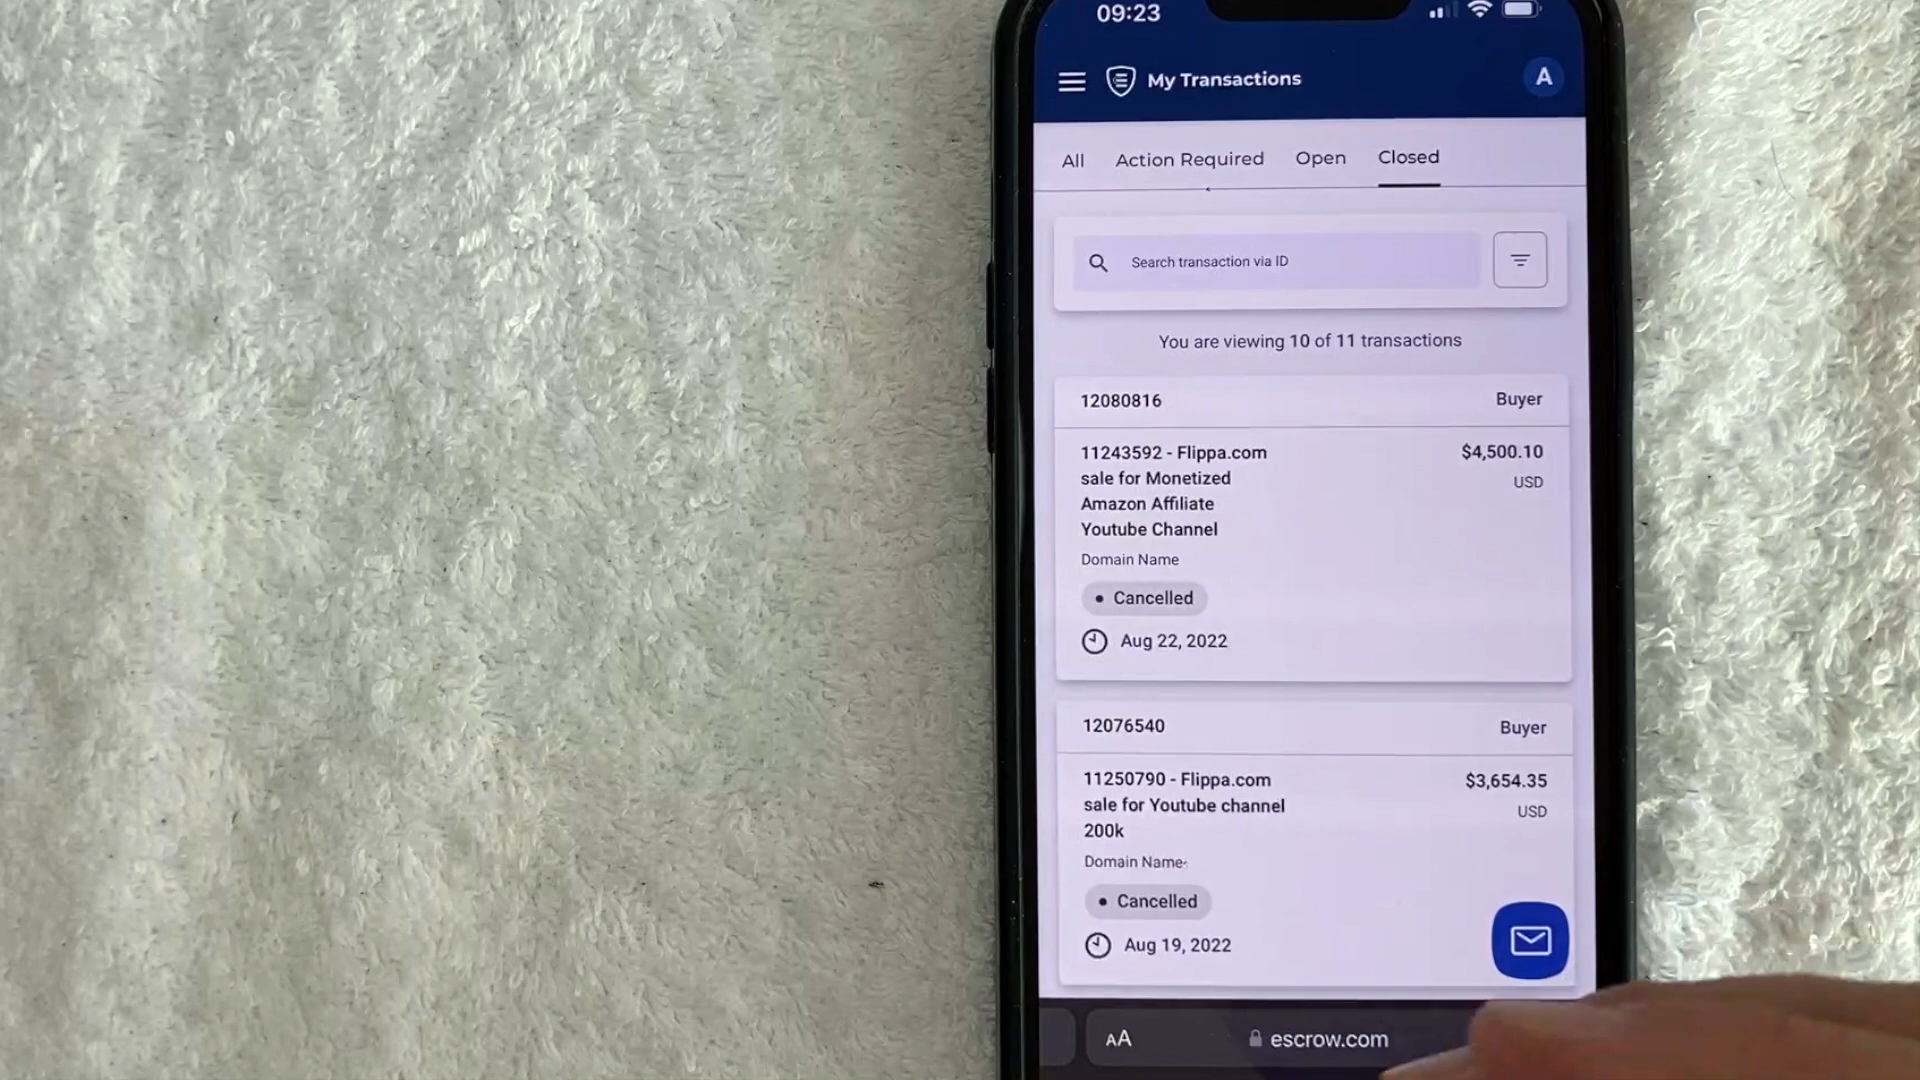 09:23
My Transactions
A
All Action Required Open Closed
Search transaction via ID
You are viewing 10 of 11 transactions
12080816 Buyer
11243592 - Flippa.com $4,500.10
sale for Monetized USD
Amazon Affiliate
Youtube Channel
Domain Name
• Cancelled
Aug 22, 2022
12076540 Buyer
11250790 - Flippa.com $3,654.35
sale for Youtube channel USD
200k
Domain Name
• Cancelled
Aug 19, 2022
AA escrow.com